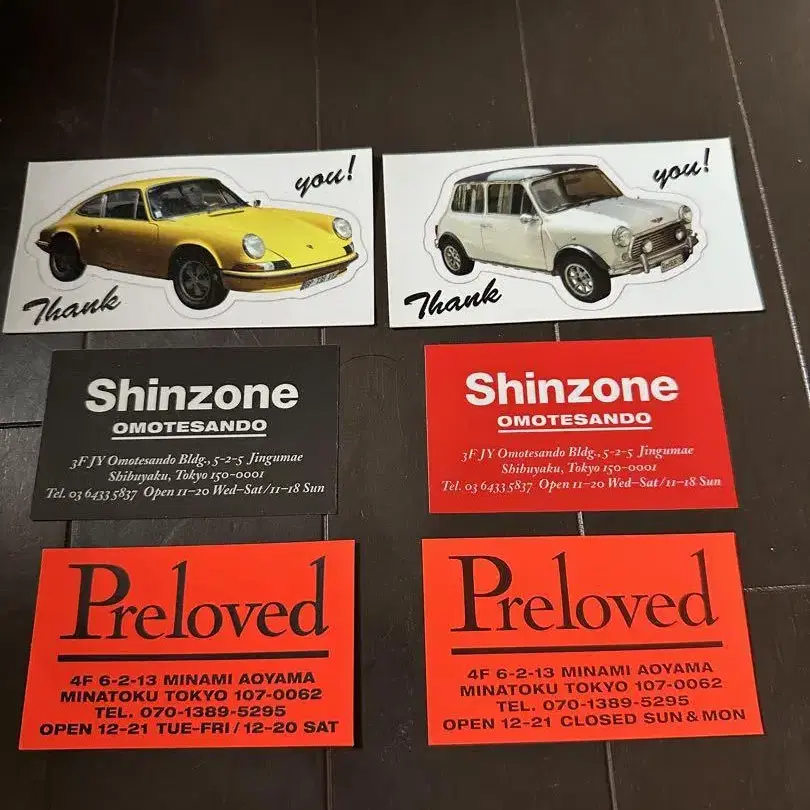 you!
Thank
you!
Thank
Shinzone
OMOTESANDO
3F JY Omotesando Bldg., 5-2-5 Jingumae
Shibuyaku, Tokyo 150-0001
Tel. 03 6433 5837 Open 11-20 Wed-Sat/11-18 Sun
Shinzone
OMOTESANDO
3F JY Omotesando Bldg., 5-2-5 Jingumae
Shibuyaku, Tokyo 150-0001
Tel. 03 6433 5837 Open 11-20 Wed-Sat/11-18 Sun
Preloved
4F 6-2-13 MINAMI AOYAMA
MINATOKU TOKYO 107-0062
TEL. 070-1389-5295
OPEN 12-21 TUE-FRI / 12-20 SAT
Preloved
4F 6-2-13 MINAMI AOYAMA
MINATOKU TOKYO 107-0062
TEL. 070-1389-5295
OPEN 12-21 CLOSED SUN & MON